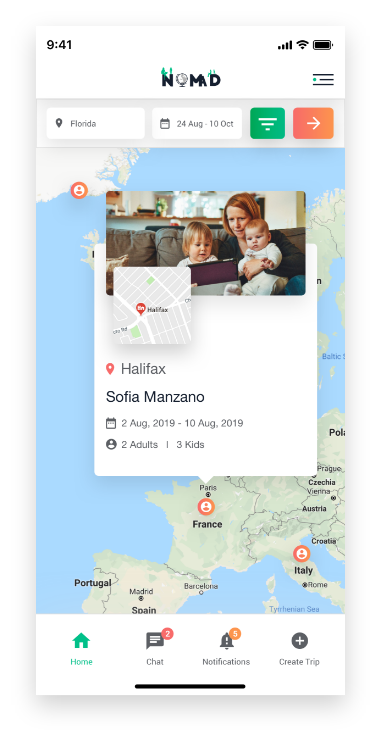 9:41
NOMAD
Florida
24 Aug - 10 Oct
Halifax
Halifax
Sofia Manzano
2 Aug, 2019 - 10 Aug, 2019
2 Adults | 3 Kids
Baltic S
Pola
Prague
Czechia
Vienna
Austria
Paris
France
Croatia
Italy
Rome
Portugal
Madrid
Barcelona
Spain
Tyrrhenian Sea
2
5
Home
Chat
Notifications
Create Trip